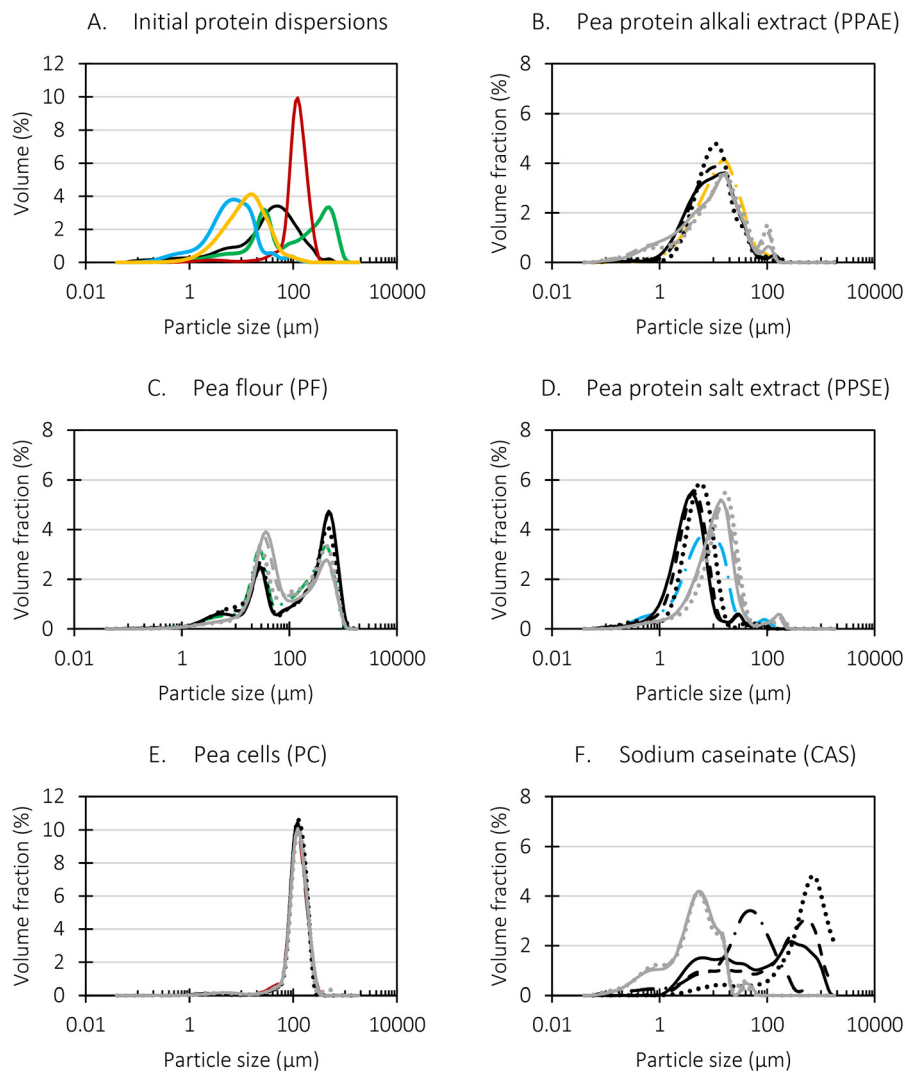 A. Initial protein dispersions
12
10
8
6
4
2
0
Volume (%)
0.01 1 100 10000
Particle size (µm)
B. Pea protein alkali extract (PPAE)
8
6
4
2
0
Volume fraction (%)
0.01 1 100 10000
Particle size (µm)
C. Pea flour (PF)
8
6
4
2
0
Volume fraction (%)
0.01 1 100 10000
Particle size (µm)
D. Pea protein salt extract (PPSE)
8
6
4
2
0
Volume fraction (%)
0.01 1 100 10000
Particle size (µm)
E. Pea cells (PC)
12
10
8
6
4
2
0
Volume fraction (%)
0.01 1 100 10000
Particle size (µm)
F. Sodium caseinate (CAS)
8
6
4
2
0
Volume fraction (%)
0.01 1 100 10000
Particle size (µm)